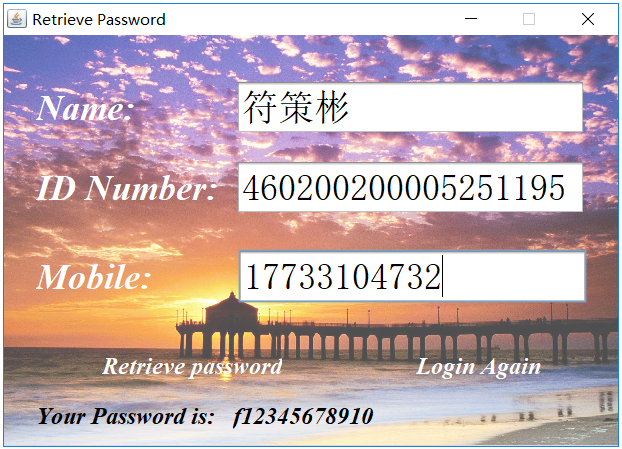 Retrieve Password
Name: 符策彬
ID Number: 460200200005251195
Mobile: 17733104732
Retrieve password Login Again
Your Password is: f12345678910